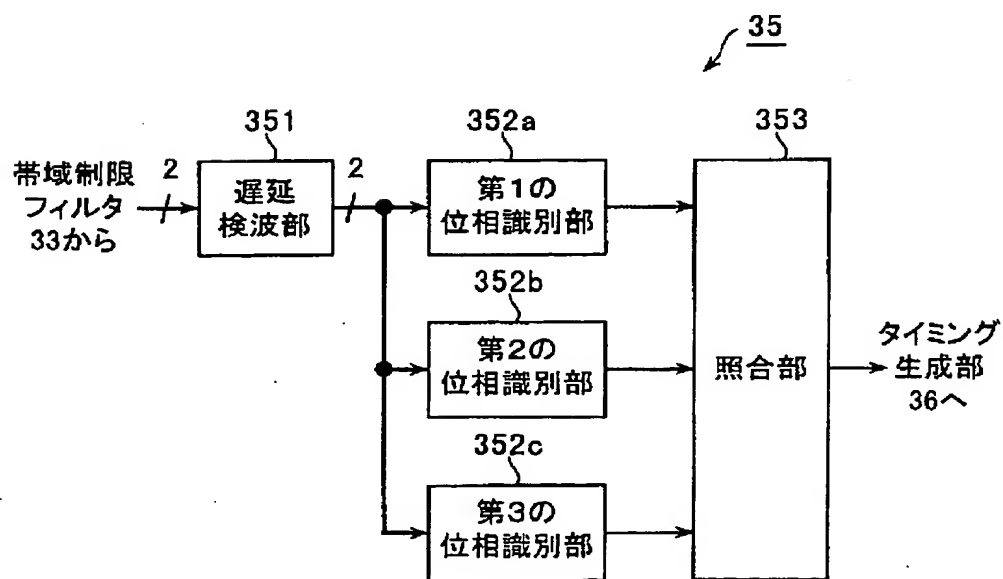 35
351
352a
353
帯域制限
フィルタ
33から
2
遅延
検波部
2
第1の
位相識別部
352b
第2の
位相識別部
照合部
タイミング
生成部
36へ
352c
第3の
位相識別部